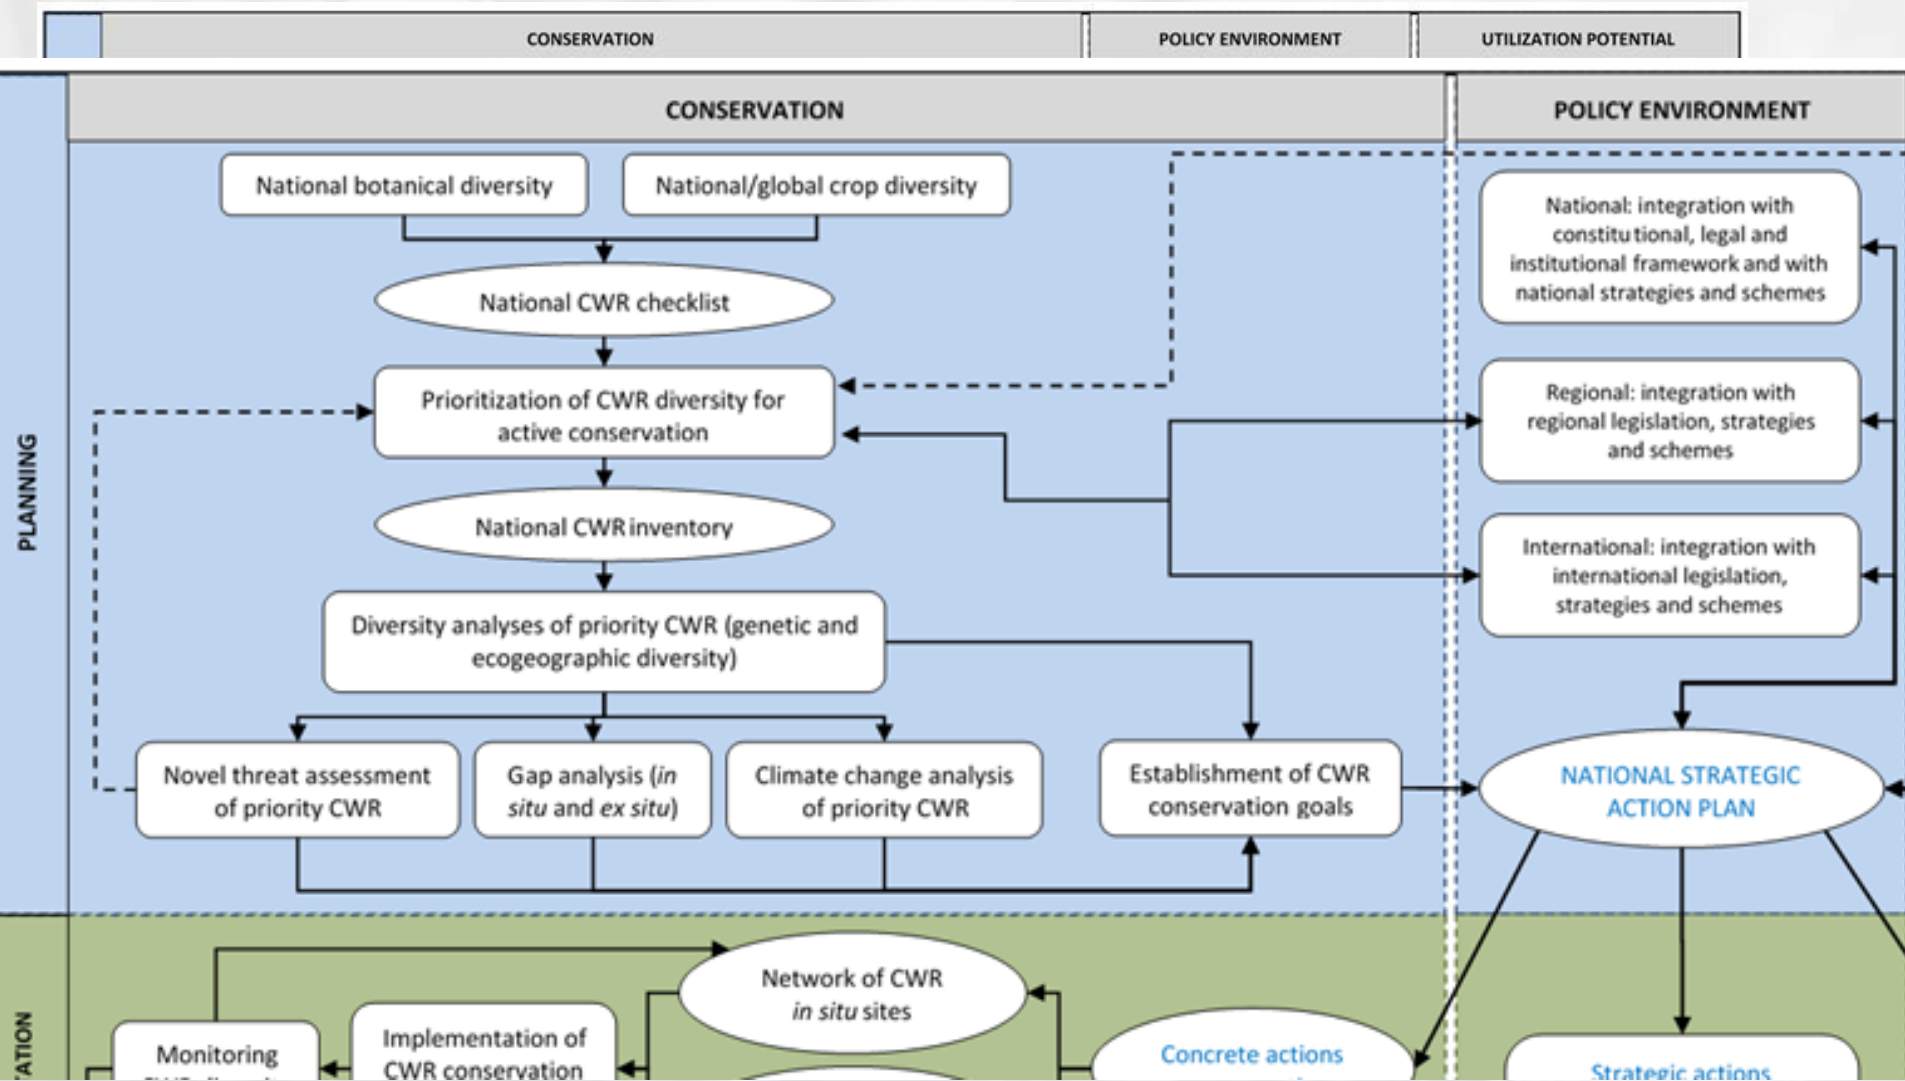 CONSERVATION
POLICY ENVIRONMENT
UTILIZATION POTENTIAL
CONSERVATION
POLICY ENVIRONMENT
PLANNING
National botanical diversity
National/global crop diversity
National: integration with
constitutional, legal and
institutional framework and with
national strategies and schemes
National CWR checklist
Prioritization of CWR diversity for
active conservation
Regional: integration with
regional legislation, strategies
and schemes
National CWR inventory
International: integration with
international legislation,
strategies and schemes
Diversity analyses of priority CWR (genetic and
ecogeographic diversity)
Novel threat assessment
of priority CWR
Gap analysis (in
situ and ex situ)
Climate change analysis
of priority CWR
Establishment of CWR
conservation goals
NATIONAL STRATEGIC
ACTION PLAN
TATION
Network of CWR
in situ sites
Monitoring
Implementation of
CWR conservation
Concrete actions
Strategic actions